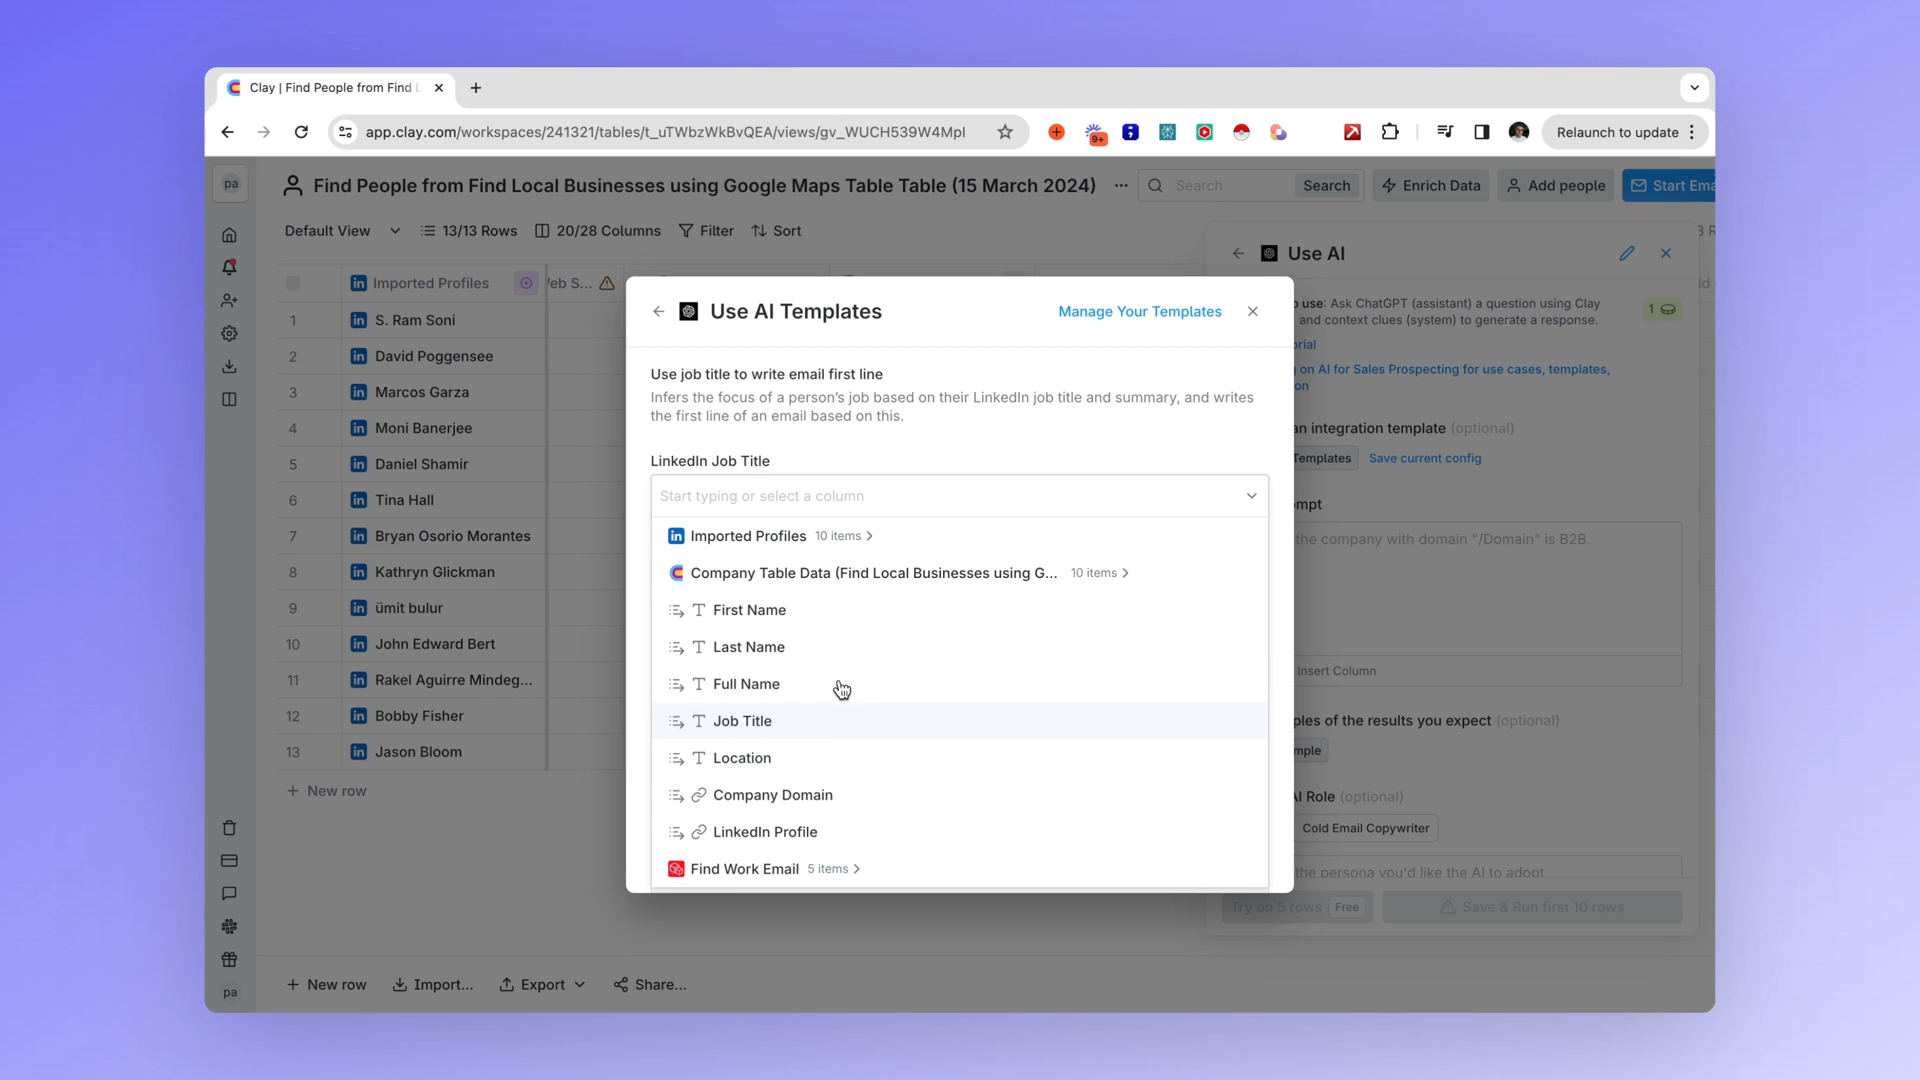 Clay | Find People from Find L
app.clay.com/workspaces/241321/tables/t_uTWbzWkBvQEA/views/gv_WUCH539W4MpI
9+
Relaunch to update
pa
Find People from Find Local Businesses using Google Maps Table Table (15 March 2024)
Search
Search
Enrich Data
Add people
Start Ema
Default View
13/13 Rows
20/28 Columns
Filter
Sort
Imported Profiles
eb S...
1 S. Ram Soni
2 David Poggensee
3 Marcos Garza
4 Moni Banerjee
5 Daniel Shamir
6 Tina Hall
7 Bryan Osorio Morantes
8 Kathryn Glickman
9 ümit bulur
10 John Edward Bert
11 Rakel Aguirre Mindeg...
12 Bobby Fisher
13 Jason Bloom
+ New row
Use AI Templates
Manage Your Templates
Use job title to write email first line
Infers the focus of a person's job based on their LinkedIn job title and summary, and writes
the first line of an email based on this.
LinkedIn Job Title
Start typing or select a column
Imported Profiles 10 items
Company Table Data (Find Local Businesses using G... 10 items
First Name
Last Name
Full Name
Job Title
Location
Company Domain
LinkedIn Profile
Find Work Email 5 items
Use AI
o use: Ask ChatGPT (assistant) a question using Clay
and context clues (system) to generate a response.
1
orial
g on AI for Sales Prospecting for use cases, templates,
on
an integration template (optional)
Templates
Save current config
ompt
the company with domain "/Domain" is B2B.
Insert Column
ples of the results you expect (optional)
mple
AI Role (optional)
Cold Email Copywriter
the persona you'd like the AI to adopt
Try on 5 rows Free
Save & Run first 10 rows
+ New row
Import...
Export
Share...
pa